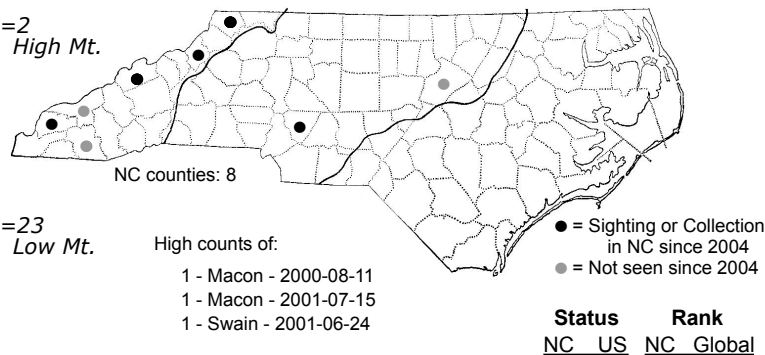 =2
High Mt.
NC counties: 8
=23
Low Mt.
High counts of:
1 - Macon - 2000-08-11
1 - Macon - 2001-07-15
1 - Swain - 2001-06-24
= Sighting or Collection
in NC since 2004
= Not seen since 2004
Status Rank
NC US NC Global